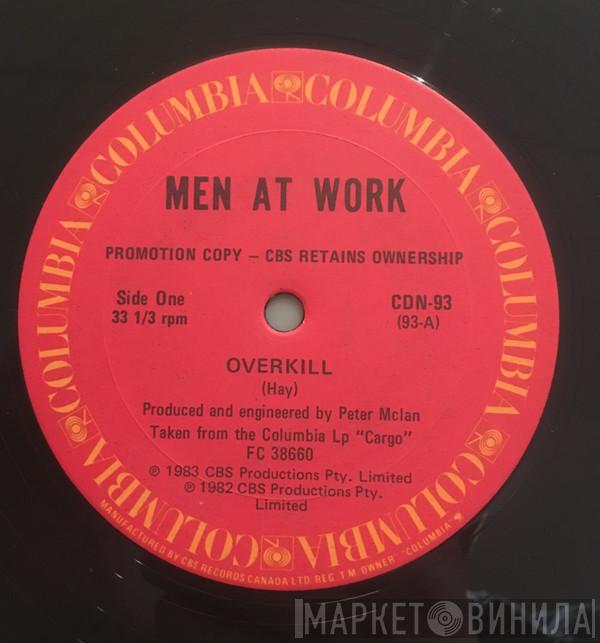 COLUMBIA COLUMBIA COLUMBIA COLUMBIA COLUMBIA COLUMBIA COLUMBIA COLUMBIA
MEN AT WORK
PROMOTION COPY – CBS RETAINS OWNERSHIP
Side One
33 1/3 rpm
CDN-93
(93-A)
OVERKILL
(Hay)
Produced and engineered by Peter McIan
Taken from the Columbia Lp "Cargo"
FC 38660
℗ 1983 CBS Productions Pty. Limited
℗ 1982 CBS Productions Pty.
Limited
MANUFACTURED BY CBS RECORDS CANADA LTD. REG. T.M. OWNER "COLUMBIA"
МАРКЕТ ВИНИЛА